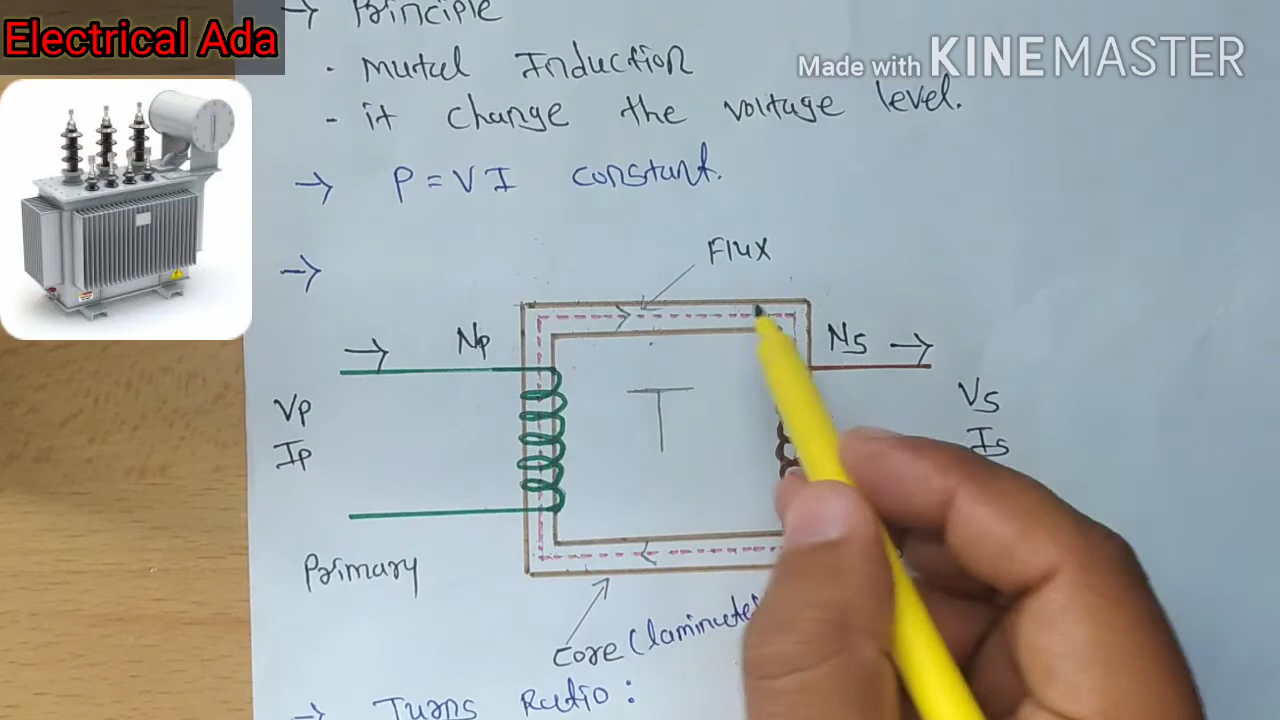 → Principle
Electrical Ada
Made with KINEMASTER
- Mutual Induction
- it change the voltage level.
→ P = VI constant.
→
Flux
Np
Ns
Vp
Vs
Ip
Is
T
Primary
Core (laminated
→ Turns Ratio: